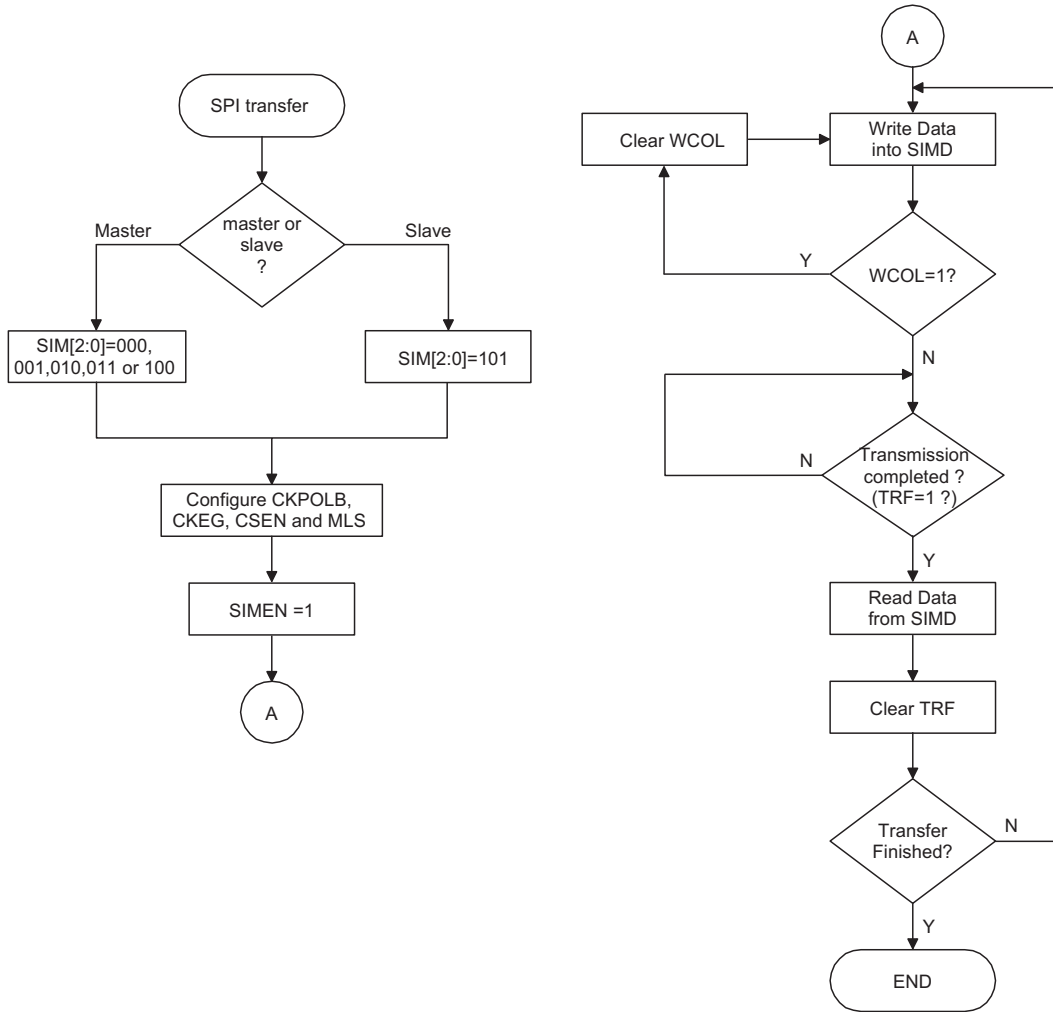 SPI transfer
master or
slave
?
Master
Slave
SIM[2:0]=000,
001,010,011 or 100
SIM[2:0]=101
Configure CKPOLB,
CKEG, CSEN and MLS
SIMEN =1
A
A
Clear WCOL
Write Data
into SIMD
Y
WCOL=1?
N
N
Transmission
completed ?
(TRF=1 ?)
Y
Read Data
from SIMD
Clear TRF
Transfer
Finished?
N
Y
END